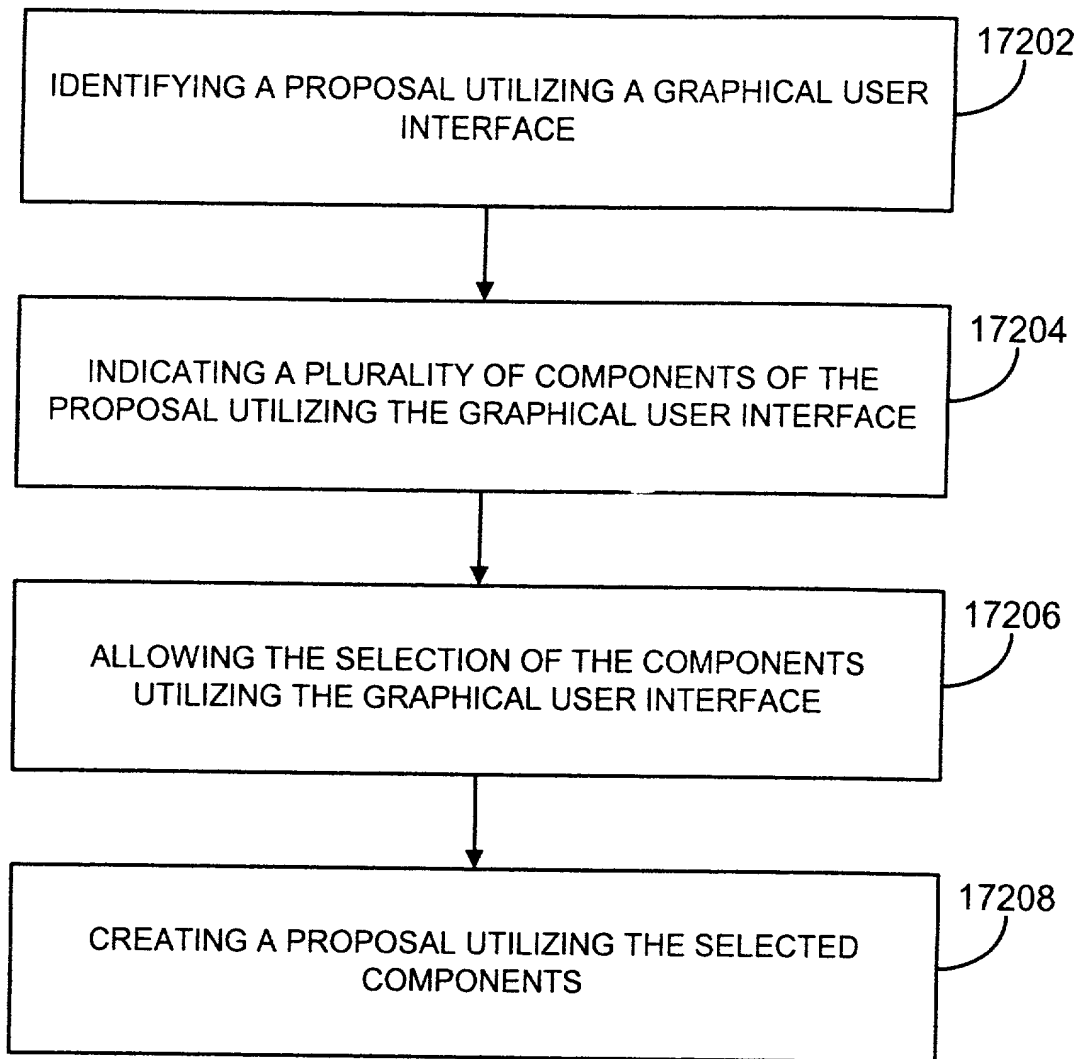 17202
IDENTIFYING A PROPOSAL UTILIZING A GRAPHICAL USER
INTERFACE
17204
INDICATING A PLURALITY OF COMPONENTS OF THE
PROPOSAL UTILIZING THE GRAPHICAL USER INTERFACE
17206
ALLOWING THE SELECTION OF THE COMPONENTS
UTILIZING THE GRAPHICAL USER INTERFACE
17208
CREATING A PROPOSAL UTILIZING THE SELECTED
COMPONENTS